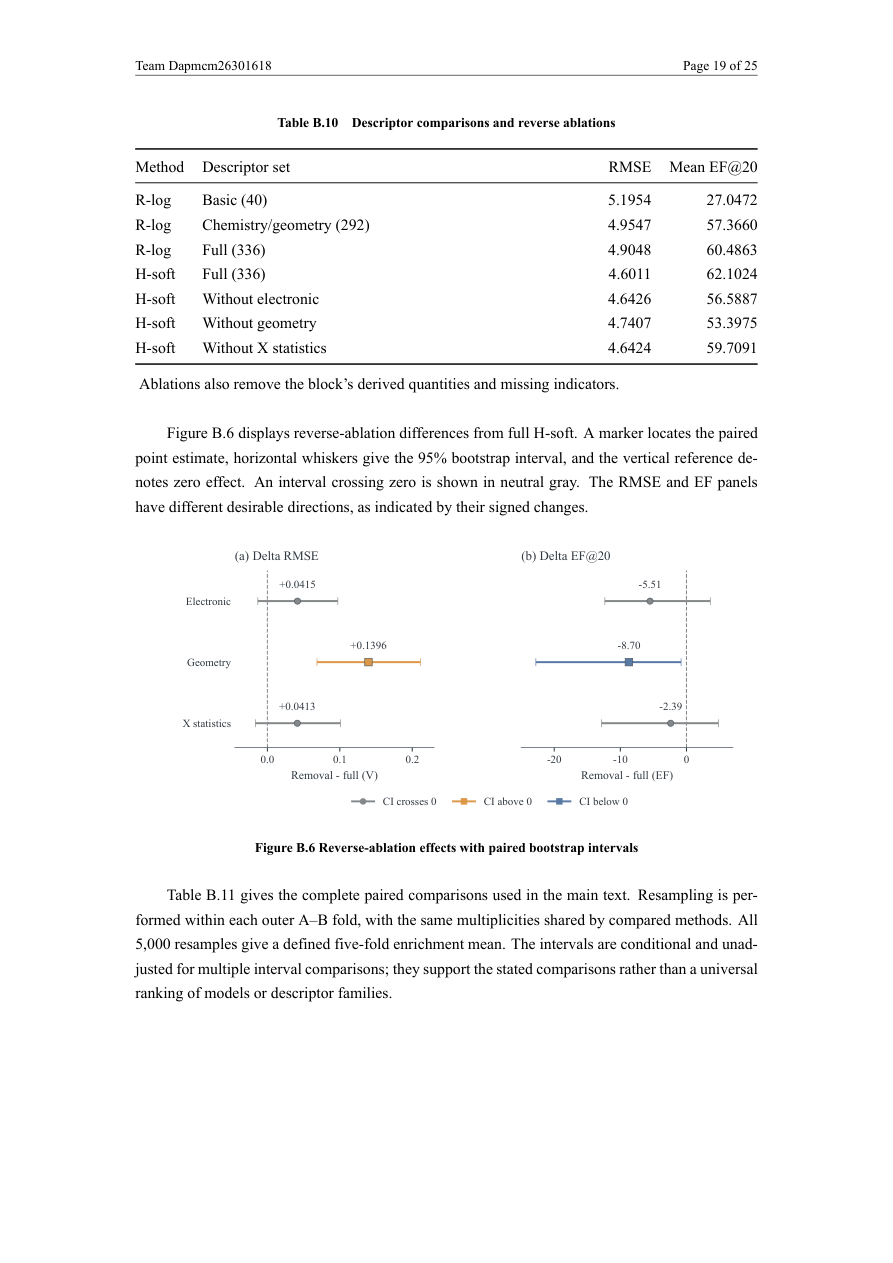 Team Dapmcm26301618 Page 19 of 25
Table B.10 Descriptor comparisons and reverse ablations
Method Descriptor set RMSE Mean EF@20
R-log Basic (40) 5.1954 27.0472
R-log Chemistry/geometry (292) 4.9547 57.3660
R-log Full (336) 4.9048 60.4863
H-soft Full (336) 4.6011 62.1024
H-soft Without electronic 4.6426 56.5887
H-soft Without geometry 4.7407 53.3975
H-soft Without X statistics 4.6424 59.7091
Ablations also remove the block’s derived quantities and missing indicators.
Figure B.6 displays reverse-ablation differences from full H-soft. A marker locates the paired
point estimate, horizontal whiskers give the 95% bootstrap interval, and the vertical reference de-
notes zero effect. An interval crossing zero is shown in neutral gray. The RMSE and EF panels
have different desirable directions, as indicated by their signed changes.
(a) Delta RMSE (b) Delta EF@20
+0.0415 -5.51
Electronic
+0.1396 -8.70
Geometry
+0.0413 -2.39
X statistics
0.0 0.1 0.2 -20 -10 0
Removal - full (V) Removal - full (EF)
CI crosses 0 CI above 0 CI below 0
Figure B.6 Reverse-ablation effects with paired bootstrap intervals
Table B.11 gives the complete paired comparisons used in the main text. Resampling is per-
formed within each outer A–B fold, with the same multiplicities shared by compared methods. All
5,000 resamples give a defined five-fold enrichment mean. The intervals are conditional and unad-
justed for multiple interval comparisons; they support the stated comparisons rather than a universal
ranking of models or descriptor families.